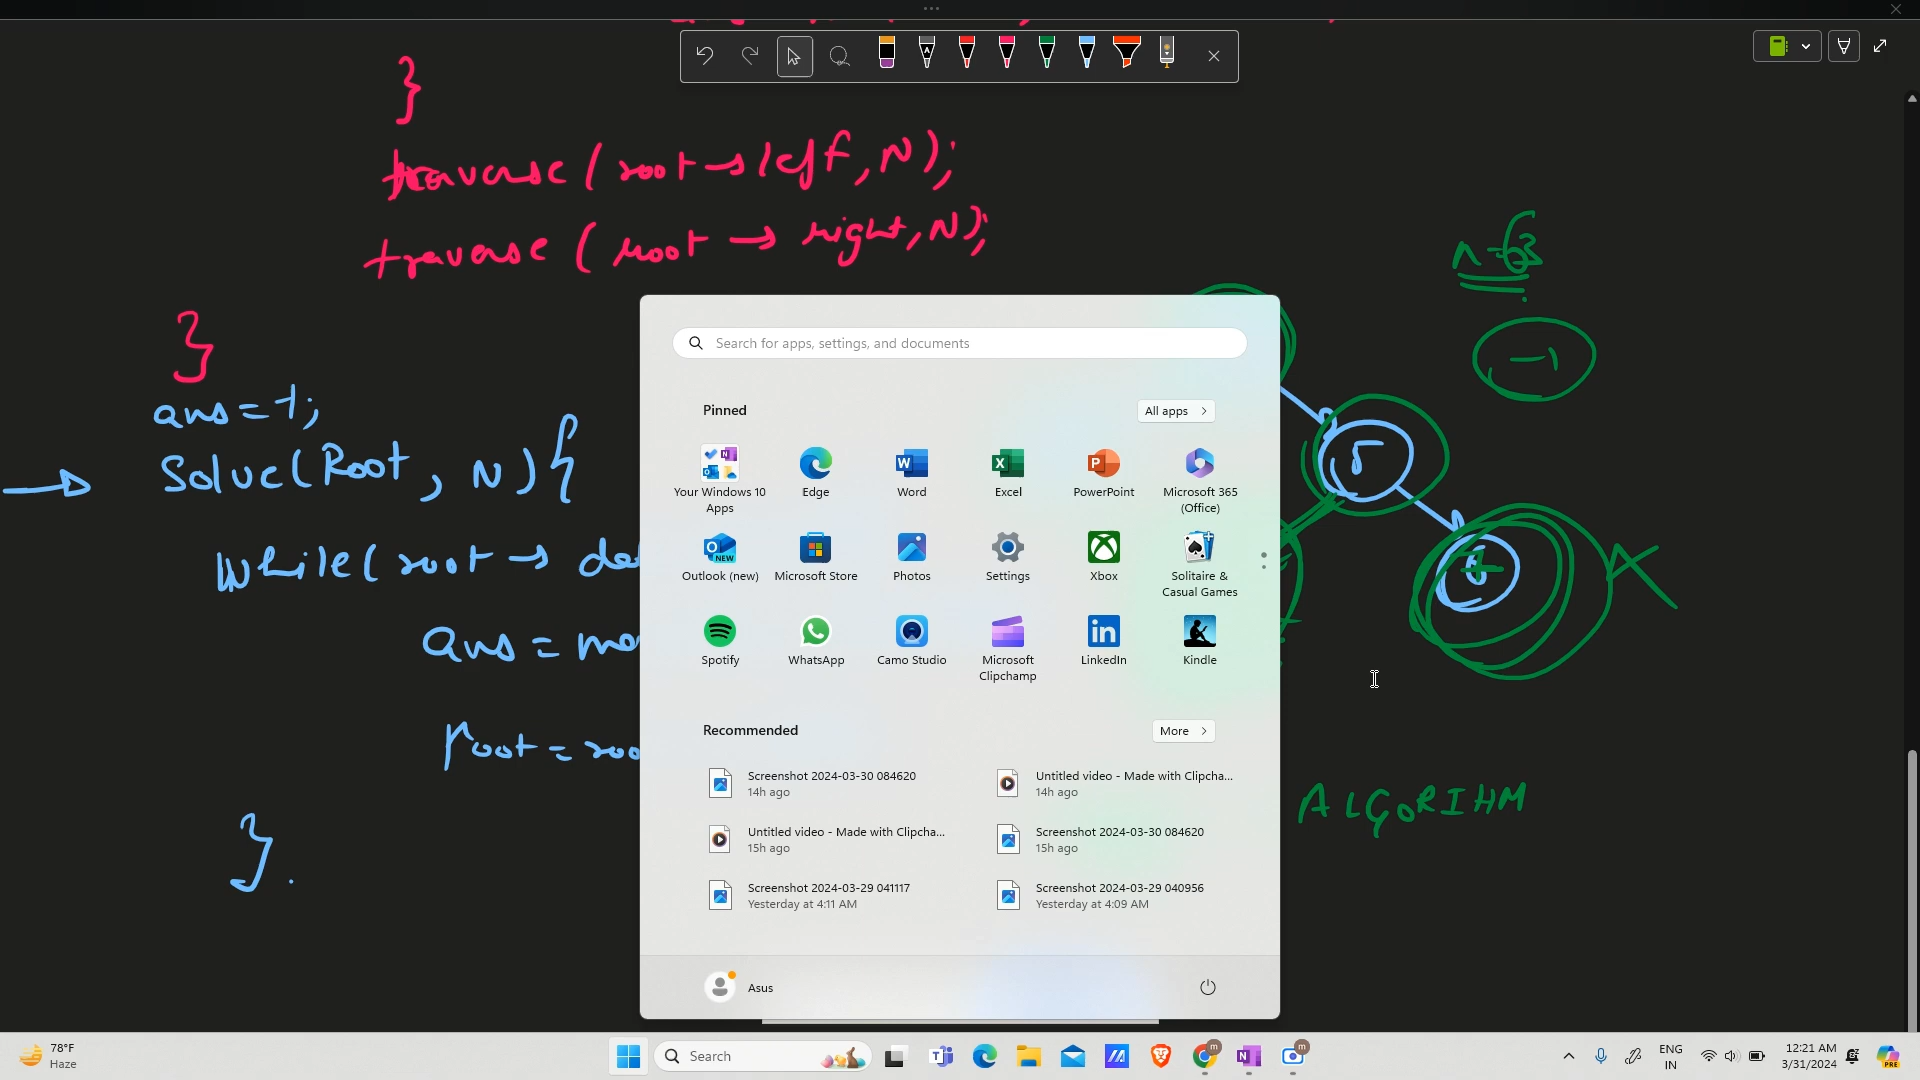 }
traverse(root→left,N);
traverse(root→right,N);
}
ans=-1;
Solve(Root, N){
While(root→
ans =
root=roo
}.
5
6
-1
ALGORIHM
Search for apps, settings, and documents
Pinned
All apps
Your Windows 10 Apps
Edge
Word
Excel
PowerPoint
Microsoft 365 (Office)
Outlook (new)
Microsoft Store
Photos
Settings
Xbox
Solitaire & Casual Games
Spotify
WhatsApp
Camo Studio
Microsoft Clipchamp
LinkedIn
Kindle
Recommended
More
Screenshot 2024-03-30 084620
14h ago
Untitled video - Made with Clipcha...
14h ago
Untitled video - Made with Clipcha...
15h ago
Screenshot 2024-03-30 084620
15h ago
Screenshot 2024-03-29 041117
Yesterday at 4:11 AM
Screenshot 2024-03-29 040956
Yesterday at 4:09 AM
Asus
78°F
Haze
Search
ENG
IN
12:21 AM
3/31/2024